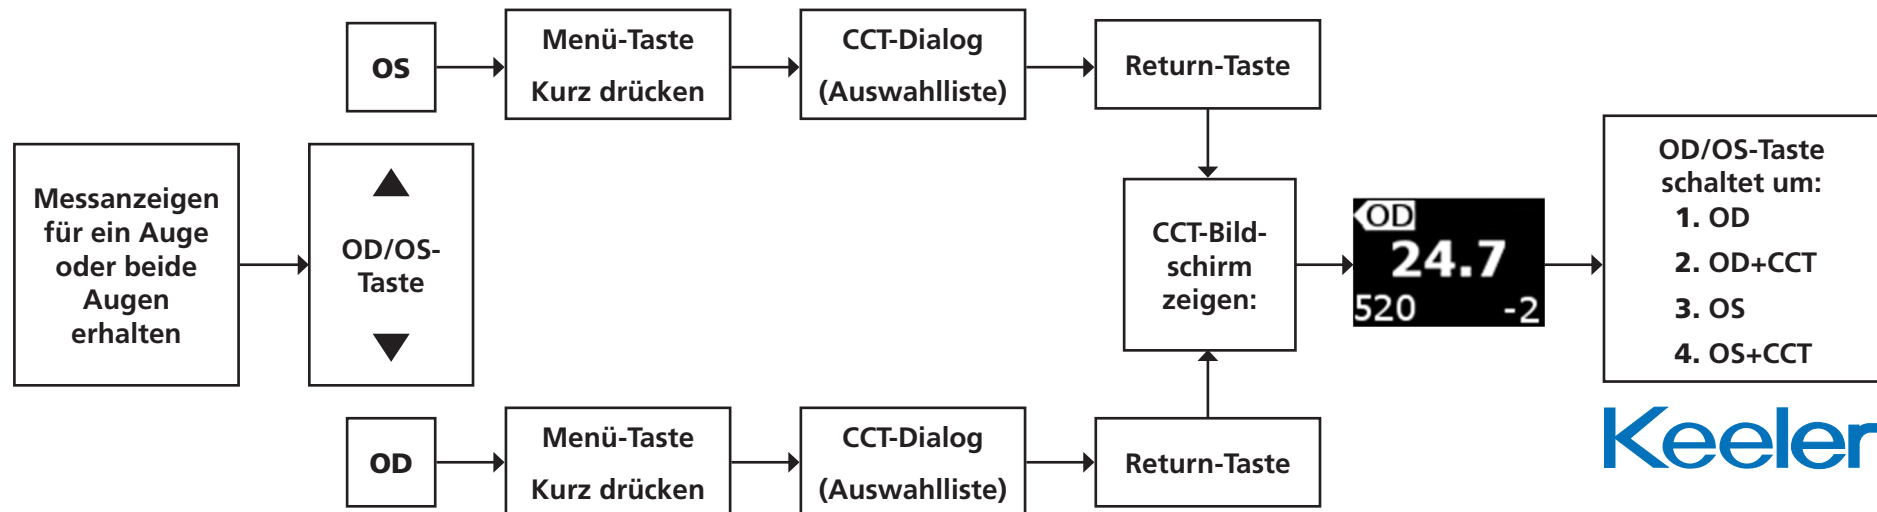 Messanzeigen
für ein Auge
oder beide
Augen
erhalten
OD/OS-
Taste
OS
Menü-Taste
Kurz drücken
CCT-Dialog
(Auswahlliste)
Return-Taste
OD
Menü-Taste
Kurz drücken
CCT-Dialog
(Auswahlliste)
Return-Taste
CCT-Bild-
schirm
zeigen:
OD
24.7
520 -2
OD/OS-Taste
schaltet um:
1. OD
2. OD+CCT
3. OS
4. OS+CCT
Keeler